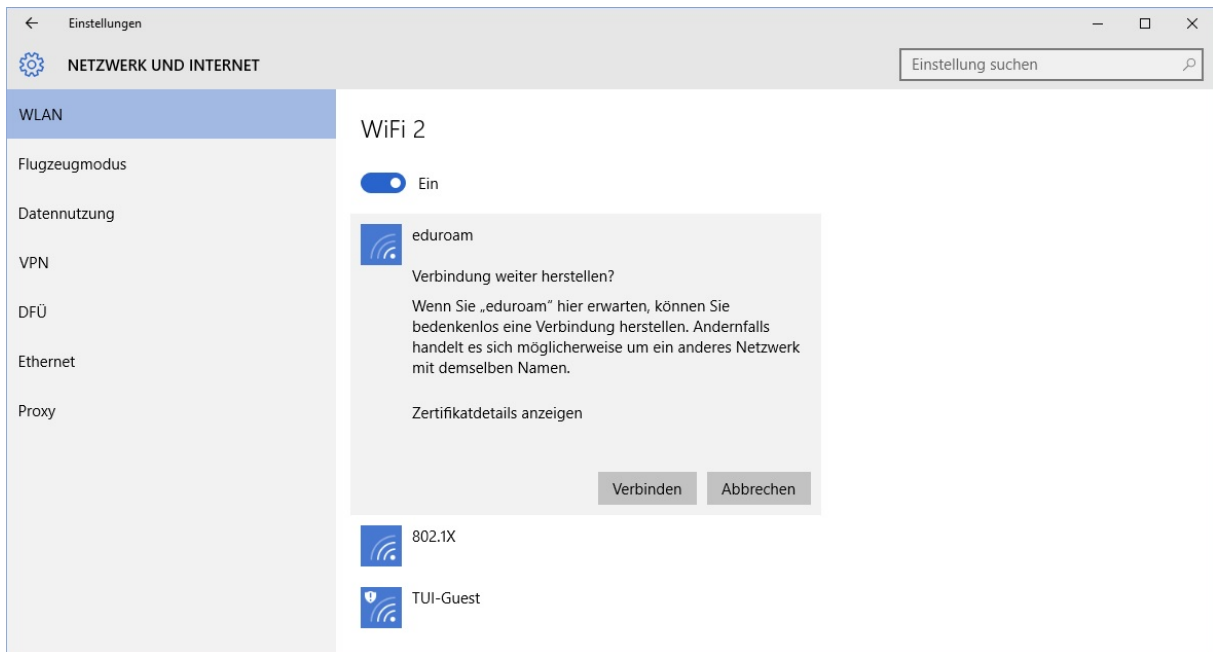 Einstellungen
NETZWERK UND INTERNET
Einstellung suchen
WLAN
Flugzeugmodus
Datennutzung
VPN
DFÜ
Ethernet
Proxy
WiFi 2
Ein
eduroam
Verbindung weiter herstellen?
Wenn Sie „eduroam“ hier erwarten, können Sie
bedenkenlos eine Verbindung herstellen. Andernfalls
handelt es sich möglicherweise um ein anderes Netzwerk
mit demselben Namen.
Zertifikatdetails anzeigen
Verbinden Abbrechen
802.1X
TUI-Guest